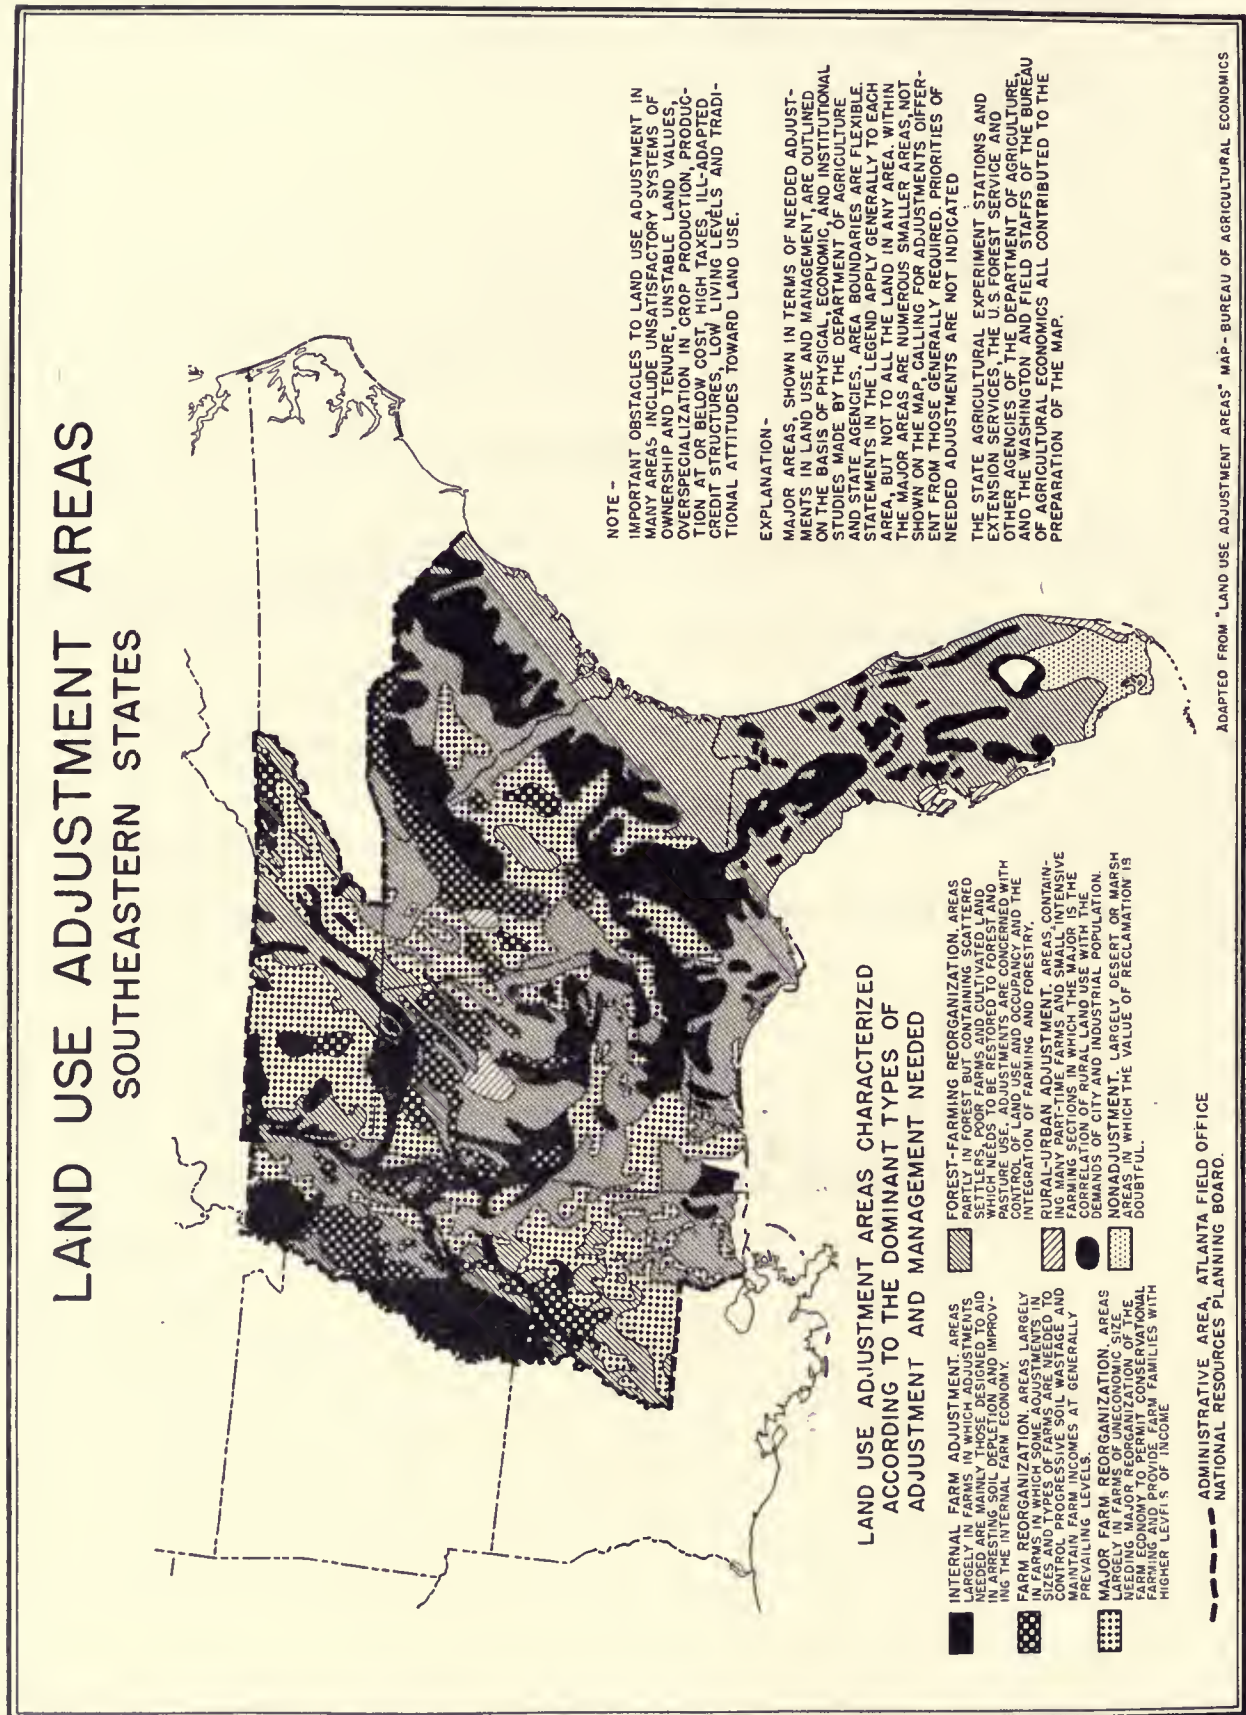 LAND USE ADJUSTMENT AREAS
SOUTHEASTERN STATES
NOTE -
IMPORTANT OBSTACLES TO LAND USE ADJUSTMENT IN
MANY AREAS INCLUDE UNSATISFACTORY SYSTEMS OF
OWNERSHIP AND TENURE, UNSTABLE LAND VALUES,
OVERSPECIALIZATION IN CROP PRODUCTION, PRODUC-
TION AT OR BELOW COST, HIGH TAXES, ILL-ADAPTED
CREDIT STRUCTURES, LOW LIVING LEVELS AND TRADI-
TIONAL ATTITUDES TOWARD LAND USE.
EXPLANATION -
MAJOR AREAS, SHOWN IN TERMS OF NEEDED ADJUST-
MENTS IN LAND USE AND MANAGEMENT, ARE OUTLINED
ON THE BASIS OF PHYSICAL, ECONOMIC, AND INSTITUTIONAL
STUDIES MADE BY THE DEPARTMENT OF AGRICULTURE
AND STATE AGENCIES. AREA BOUNDARIES ARE FLEXIBLE.
STATEMENTS IN THE LEGEND APPLY GENERALLY TO EACH
AREA, BUT NOT TO ALL THE LAND IN ANY AREA. WITHIN
THE MAJOR AREAS ARE NUMEROUS SMALLER AREAS, NOT
SHOWN ON THE MAP, CALLING FOR ADJUSTMENTS DIFFER-
ENT FROM THOSE GENERALLY REQUIRED. PRIORITIES OF
NEEDED ADJUSTMENTS ARE NOT INDICATED
THE STATE AGRICULTURAL EXPERIMENT STATIONS AND
EXTENSION SERVICES, THE U.S. FOREST SERVICE AND
OTHER AGENCIES OF THE DEPARTMENT OF AGRICULTURE,
AND THE WASHINGTON AND FIELD STAFFS OF THE BUREAU
OF AGRICULTURAL ECONOMICS ALL CONTRIBUTED TO THE
PREPARATION OF THE MAP.
LAND USE ADJUSTMENT AREAS CHARACTERIZED
ACCORDING TO THE DOMINANT TYPES OF
ADJUSTMENT AND MANAGEMENT NEEDED
INTERNAL FARM ADJUSTMENT. AREAS
LARGELY IN FARMS IN WHICH ADJUSTMENTS
NEEDED ARE MAINLY THOSE DESIGNED TO AID
IN ARRESTING SOIL DEPLETION AND IMPROV-
ING THE INTERNAL FARM ECONOMY.
FARM REORGANIZATION. AREAS LARGELY
IN FARMS IN WHICH SOME ADJUSTMENTS IN
SIZES AND TYPES OF FARMS ARE NEEDED TO
CONTROL PROGRESSIVE SOIL WASTAGE AND
MAINTAIN FARM INCOMES AT GENERALLY
PREVAILING LEVELS.
MAJOR FARM REORGANIZATION. AREAS
LARGELY IN FARMS OF UNECONOMIC SIZE
NEEDING MAJOR REORGANIZATION OF THE
FARM ECONOMY TO PERMIT CONSERVATIONAL
FARMING AND PROVIDE FARM FAMILIES WITH
HIGHER LEVELS OF INCOME
FOREST-FARMING REORGANIZATION. AREAS
PARTLY IN FOREST BUT CONTAINING SCATTERED
SETTLERS, POOR FARMS AND CULTIVATED LAND
WHICH NEEDS TO BE RESTORED TO FOREST AND
PASTURE USE. ADJUSTMENTS ARE CONCERNED WITH
CONTROL OF LAND USE AND OCCUPANCY AND THE
INTEGRATION OF FARMING AND FORESTRY.
RURAL-URBAN ADJUSTMENT. AREAS, CONTAIN-
ING MANY PART-TIME FARMS AND SMALL INTENSIVE
FARMING SECTIONS IN WHICH THE MAJOR IS THE
CORRELATION OF RURAL LAND USE WITH THE
DEMANDS OF CITY AND INDUSTRIAL POPULATION.
NONADJUSTMENT. LARGELY DESERT OR MARSH
AREAS IN WHICH THE VALUE OF RECLAMATION IS
DOUBTFUL.
ADMINISTRATIVE AREA, ATLANTA FIELD OFFICE
NATIONAL RESOURCES PLANNING BOARD.
ADAPTED FROM "LAND USE ADJUSTMENT AREAS" MAP - BUREAU OF AGRICULTURAL ECONOMICS